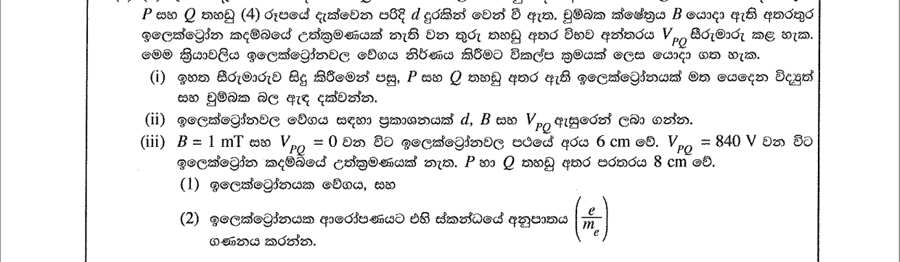 P සහ Q තහඩු (4) රූපයේ දැක්වෙන පරිදි d දුරකින් වෙන් වී ඇත. චුම්බක ක්ෂේත්‍රය B යොදා ඇති අතරතුර
ඉලෙක්ට්‍රෝන කදම්බයේ උත්ක්‍රමණයක් නැති වන තුරු තහඩු අතර විභව අන්තරය V_PQ සීරුමාරු කළ හැක.
මෙම ක්‍රියාවලිය ඉලෙක්ට්‍රෝනවල වේගය නිර්ණය කිරීමට විකල්ප ක්‍රමයක් ලෙස යොදා ගත හැක.
(i) ඉහත සීරුමාරුව සිදු කිරීමෙන් පසු, P සහ Q තහඩු අතර ඇති ඉලෙක්ට්‍රෝනයක් මත යෙදෙන විද්‍යුත්
සහ චුම්බක බල ඇඳ දක්වන්න.
(ii) ඉලෙක්ට්‍රෝනවල වේගය සඳහා ප්‍රකාශනයක් d, B සහ V_PQ ඇසුරෙන් ලබා ගන්න.
(iii) B = 1 mT සහ V_PQ = 0 වන විට ඉලෙක්ට්‍රෝනවල පථයේ අරය 6 cm වේ. V_PQ = 840 V වන විට
ඉලෙක්ට්‍රෝන කදම්බයේ උත්ක්‍රමණයක් නැත. P හා Q තහඩු අතර පරතරය 8 cm වේ.
(1) ඉලෙක්ට්‍රෝනයක වේගය, සහ
(2) ඉලෙක්ට්‍රෝනයක ආරෝපණයට එහි ස්කන්ධයේ අනුපාතය (e/m_e)
ගණනය කරන්න.